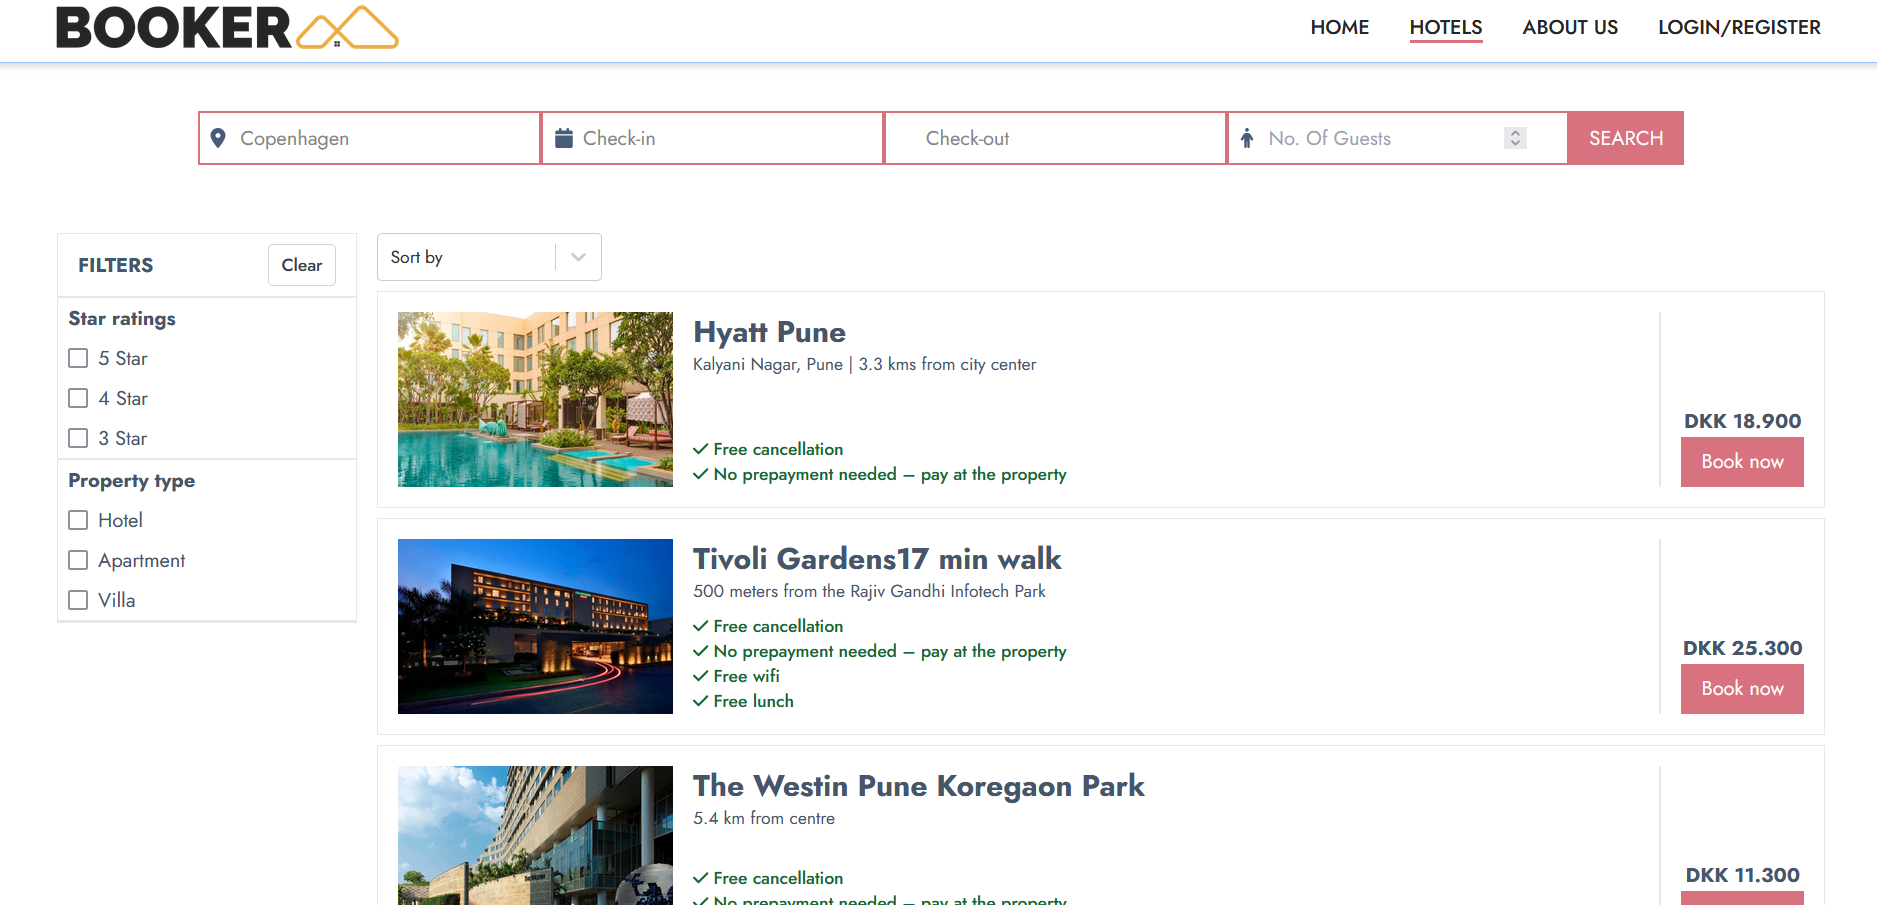 BOOKER
HOME HOTELS ABOUT US LOGIN/REGISTER
Copenhagen Check-in Check-out No. Of Guests SEARCH
FILTERS Clear
Star ratings
5 Star
4 Star
3 Star
Property type
Hotel
Apartment
Villa
Sort by
Hyatt Pune
Kalyani Nagar, Pune | 3.3 kms from city center
Free cancellation
No prepayment needed – pay at the property
DKK 18.900
Book now
Tivoli Gardens17 min walk
500 meters from the Rajiv Gandhi Infotech Park
Free cancellation
No prepayment needed – pay at the property
Free wifi
Free lunch
DKK 25.300
Book now
The Westin Pune Koregaon Park
5.4 km from centre
Free cancellation
No prepayment needed – pay at the property
DKK 11.300